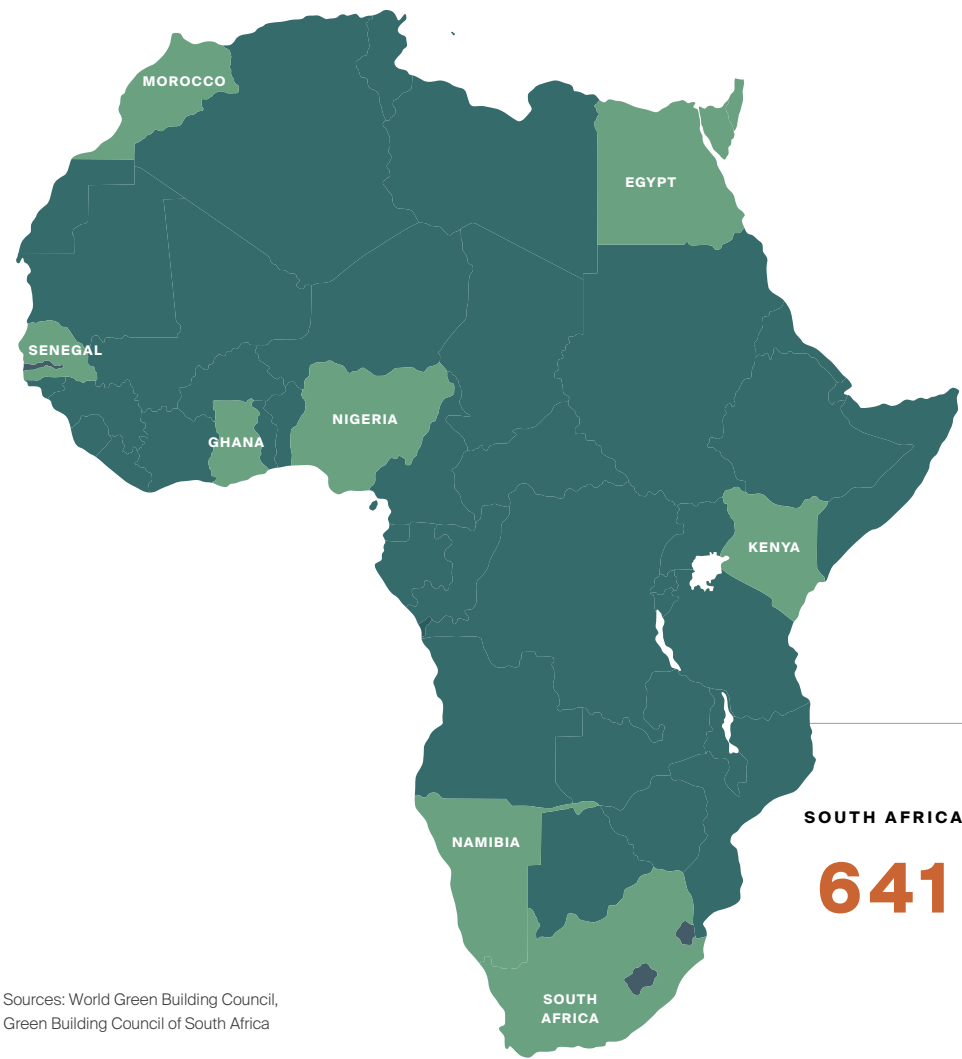 MOROCCO
EGYPT
SENEGAL
NIGERIA
GHANA
KENYA
SOUTH AFRICA
641
NAMIBIA
SOUTH
AFRICA
Sources: World Green Building Council,
Green Building Council of South Africa